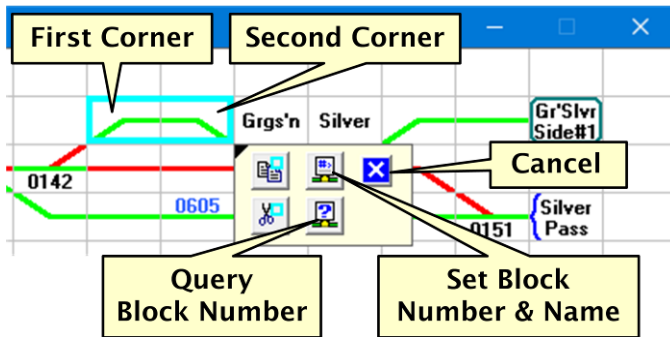 First Corner
Second Corner
Grgs'n Silver
Gr'Slvr
Side#1
Cancel
0142
0605
0151
Silver
Pass
Query
Block Number
Set Block
Number & Name